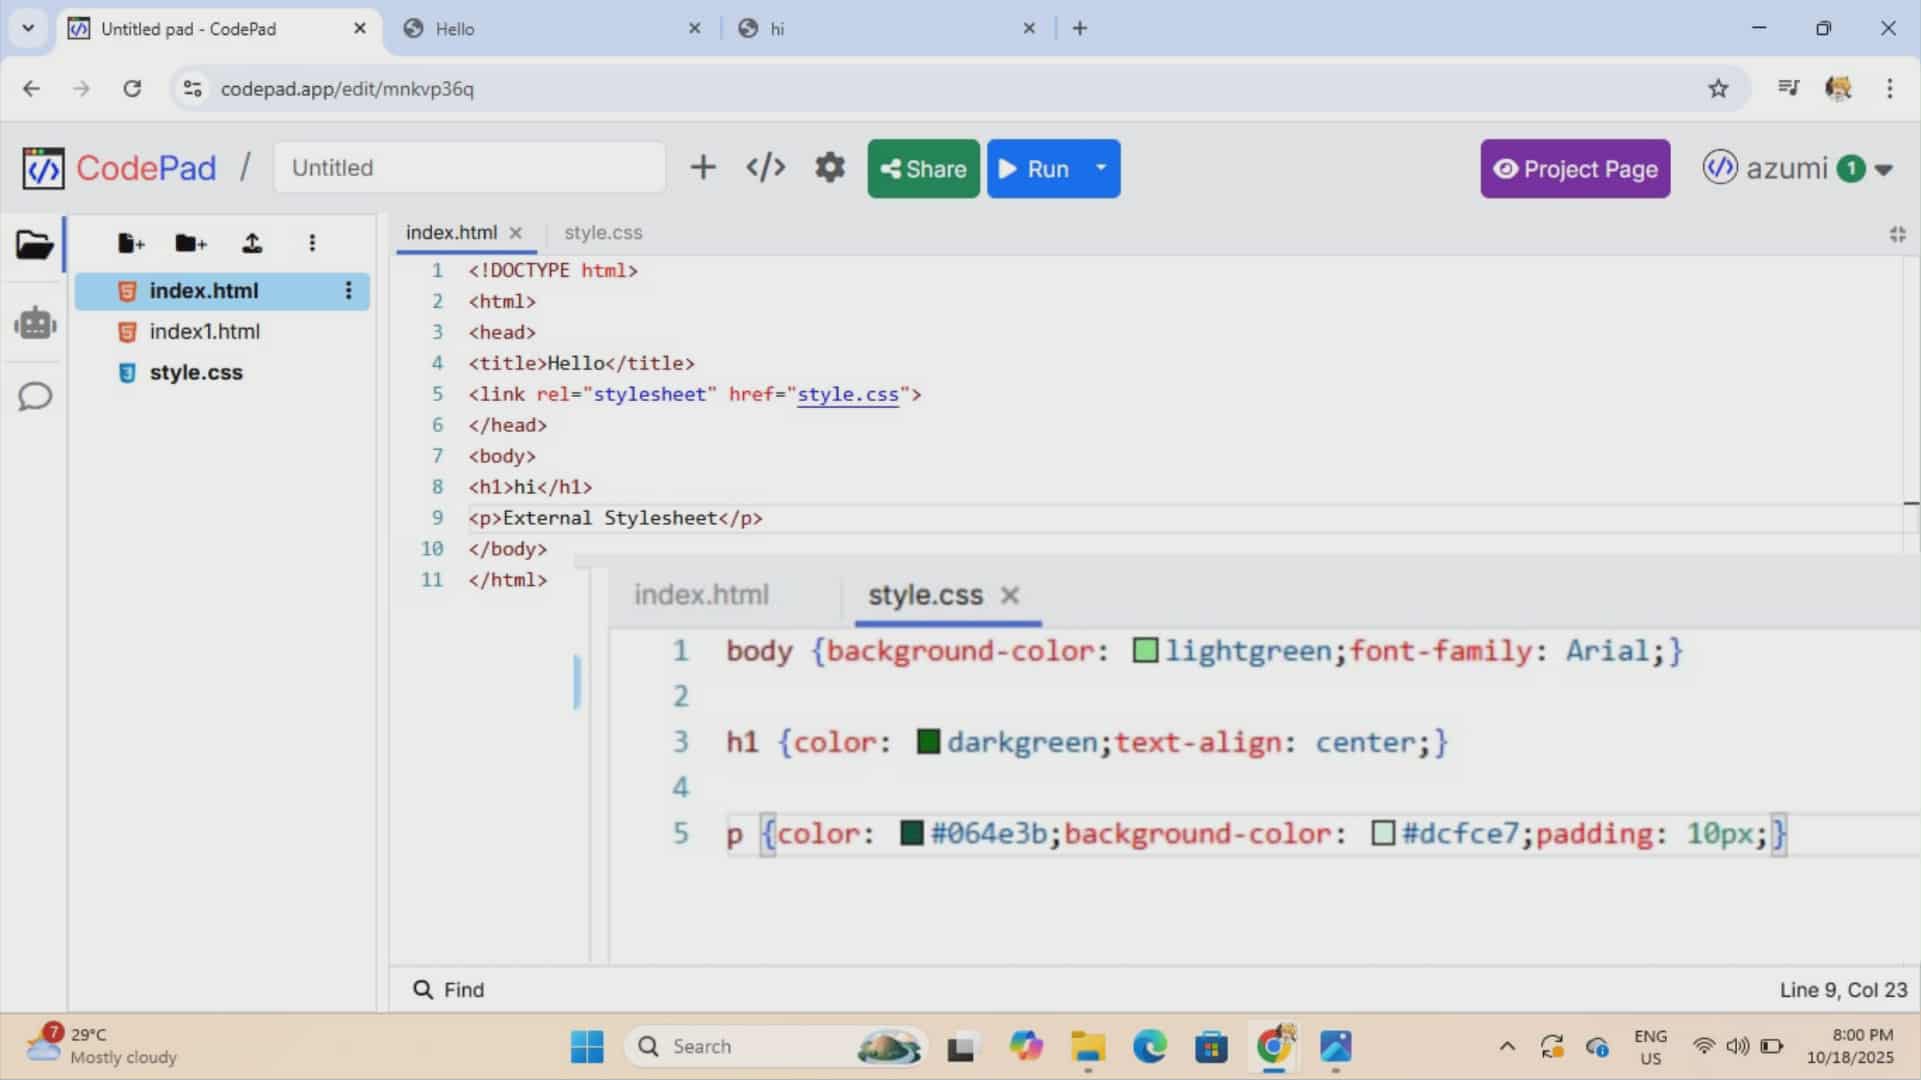 Untitled pad - CodePad
Hello
hi
codepad.app/edit/mnkvp36q
CodePad / Untitled
Share
Run
Project Page
azumi 1
index.html
style.css
index.html
index1.html
style.css
1 <!DOCTYPE html>
2 <html>
3 <head>
4 <title>Hello</title>
5 <link rel="stylesheet" href="style.css">
6 </head>
7 <body>
8 <h1>hi</h1>
9 <p>External Stylesheet</p>
10 </body>
11 </html>
index.html
style.css
1 body {background-color: lightgreen;font-family: Arial;}
2
3 h1 {color: darkgreen;text-align: center;}
4
5 p {color: #064e3b;background-color: #dcfce7;padding: 10px;}
Find
Line 9, Col 23
7
29°C
Mostly cloudy
Search
ENG
US
8:00 PM
10/18/2025